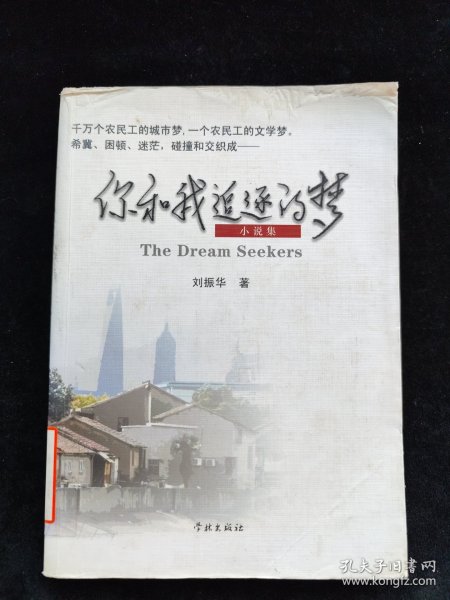 千万个农民工的城市梦,一个农民工的文学梦。
希冀、困顿、迷茫,碰撞和交织成——
你和我追逐的梦
小说集
The Dream Seekers
刘振华 著
学林出版社
孔夫子旧书网
www.kongfz.com